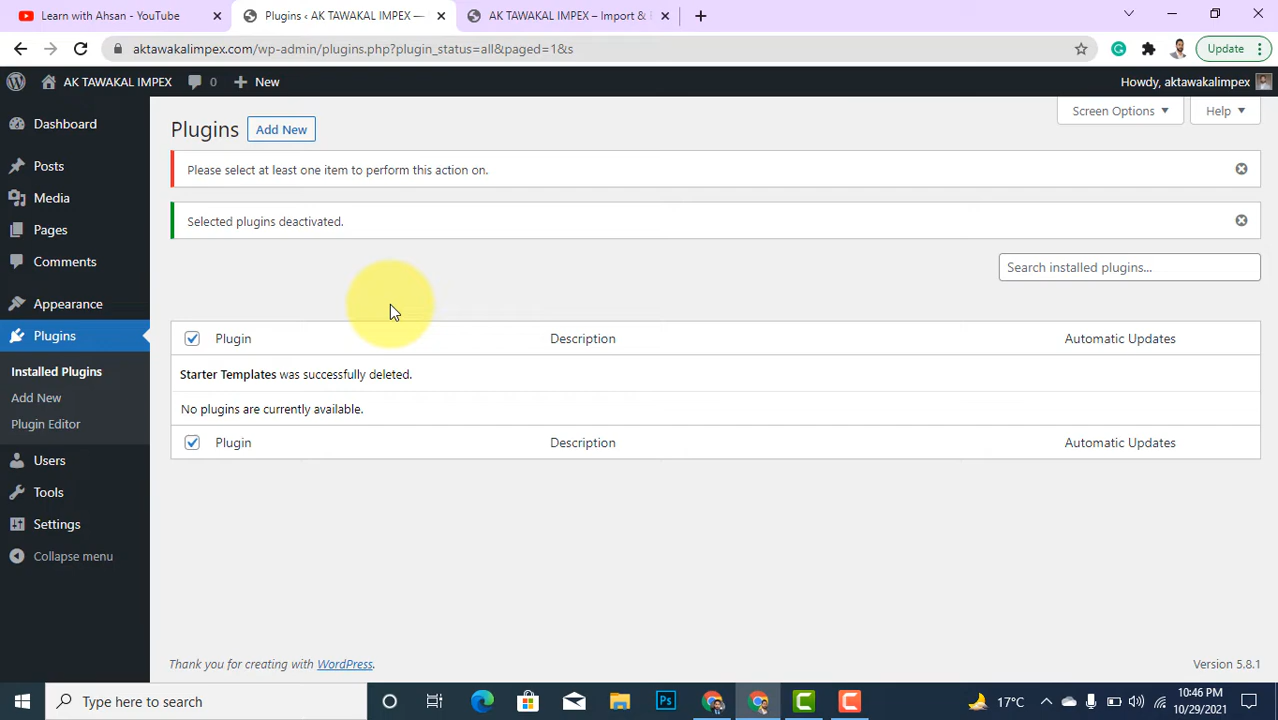 Learn with Ahsan - YouTube
Plugins ‹ AK TAWAKAL IMPEX —
AK TAWAKAL IMPEX – Import &
aktawakalimpex.com/wp-admin/plugins.php?plugin_status=all&paged=1&s
Update
AK TAWAKAL IMPEX
0
New
Howdy, aktawakalimpex
Dashboard
Posts
Media
Pages
Comments
Appearance
Plugins
Installed Plugins
Add New
Plugin Editor
Users
Tools
Settings
Collapse menu
Screen Options
Help
Plugins
Add New
Please select at least one item to perform this action on.
Selected plugins deactivated.
Search installed plugins...
Plugin Description Automatic Updates
Starter Templates was successfully deleted.
No plugins are currently available.
Plugin Description Automatic Updates
Thank you for creating with WordPress.
Version 5.8.1
Type here to search
Ps
17°C
10:46 PM
10/29/2021